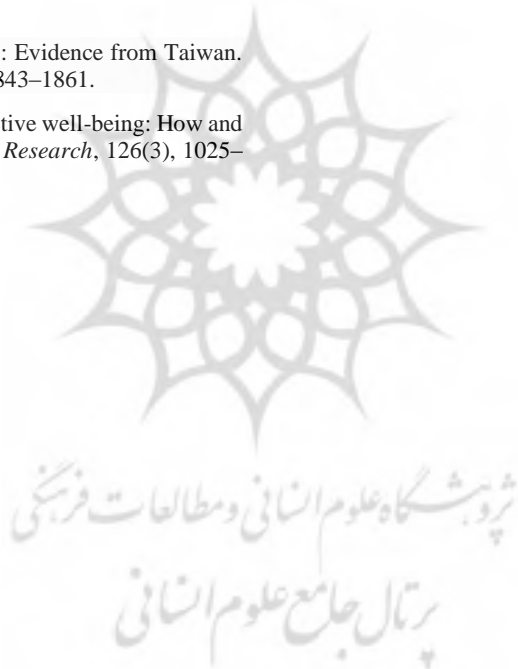 : Evidence from Taiwan.
843–1861.
tive well-being: How and
Research, 126(3), 1025–
پژوهشگاه علوم انسانی و مطالعات فرهنگی
پرتال جامع علوم انسانی